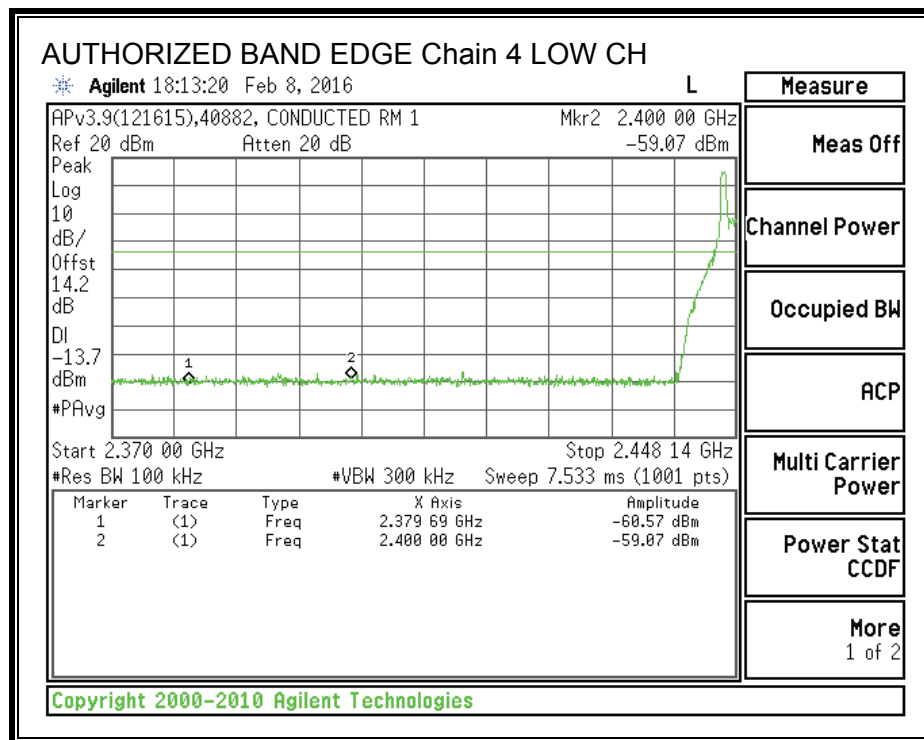 AUTHORIZED BAND EDGE Chain 4 LOW CH
Agilent 18:13:20 Feb 8, 2016 L
APv3.9(121615),40882, CONDUCTED RM 1 Mkr2 2.400 00 GHz
Ref 20 dBm Atten 20 dB -59.07 dBm
Peak
Log
10
dB/
Offst
14.2
dB
DI
-13.7
dBm
#PAvg
1
2
Start 2.370 00 GHz Stop 2.448 14 GHz
#Res BW 100 kHz #VBW 300 kHz Sweep 7.533 ms (1001 pts)
Marker Trace Type X Axis Amplitude
1 (1) Freq 2.379 69 GHz -60.57 dBm
2 (1) Freq 2.400 00 GHz -59.07 dBm
Measure
Meas Off
Channel Power
Occupied BW
ACP
Multi Carrier
Power
Power Stat
CCDF
More
1 of 2
Copyright 2000-2010 Agilent Technologies